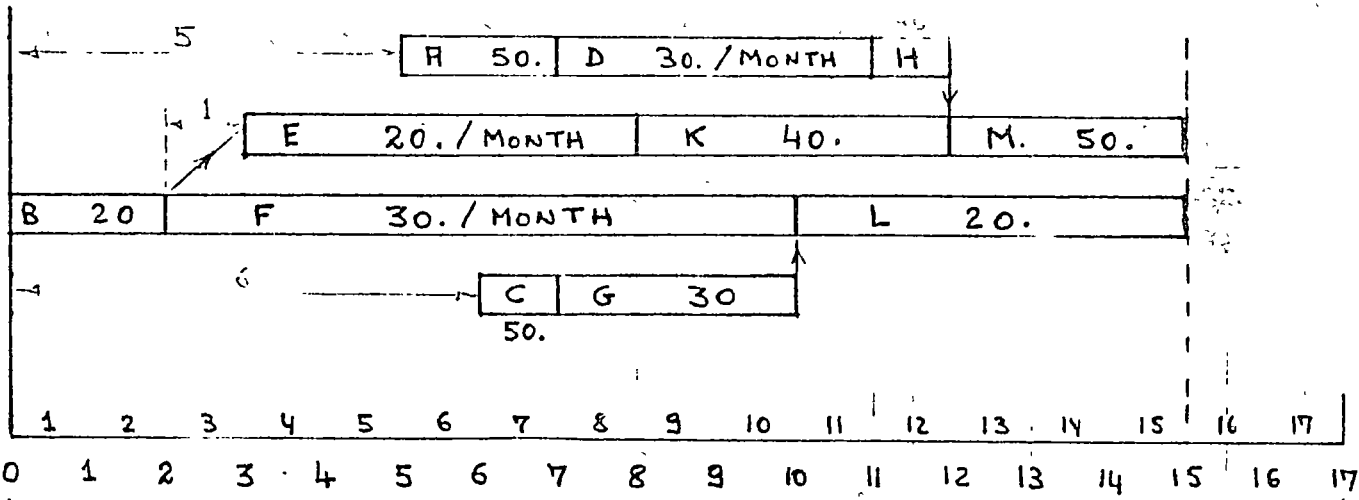 5
A 50. D 30. / MONTH H
1
E 20. / MONTH K 40. M. 50.
B 20 F 30. / MONTH L 20.
6
C G 30
50.
1 2 3 4 5 6 7 8 9 10 11 12 13 14 15 16 17
0 1 2 3 4 5 6 7 8 9 10 11 12 13 14 15 16 17